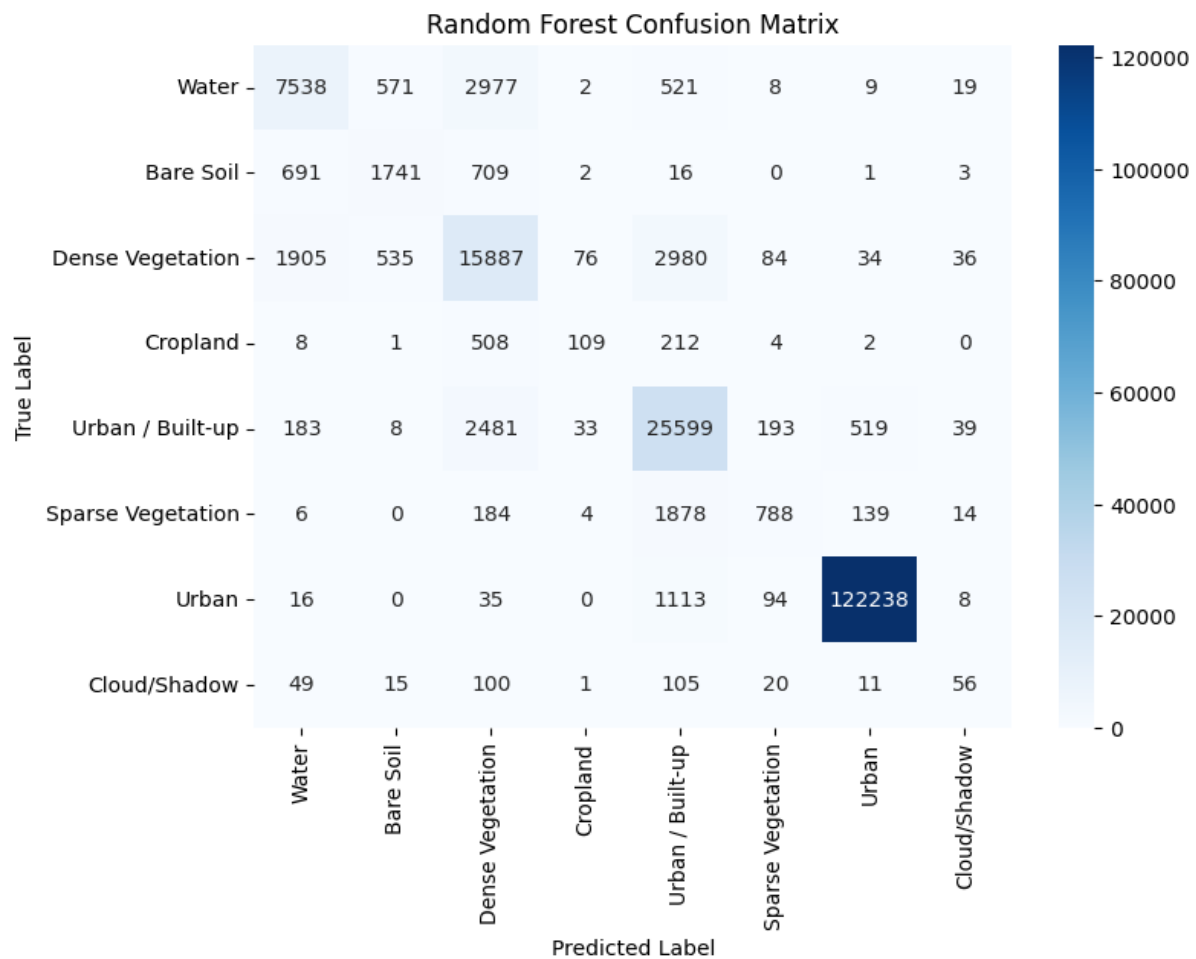 Random Forest Confusion Matrix
Water 7538 571 2977 2 521 8 9 19
Bare Soil 691 1741 709 2 16 0 1 3
Dense Vegetation 1905 535 15887 76 2980 84 34 36
Cropland 8 1 508 109 212 4 2 0
Urban / Built-up 183 8 2481 33 25599 193 519 39
Sparse Vegetation 6 0 184 4 1878 788 139 14
Urban 16 0 35 0 1113 94 122238 8
Cloud/Shadow 49 15 100 1 105 20 11 56
True Label
Water
Bare Soil
Dense Vegetation
Cropland
Urban / Built-up
Sparse Vegetation
Urban
Cloud/Shadow
Predicted Label
120000
100000
80000
60000
40000
20000
0